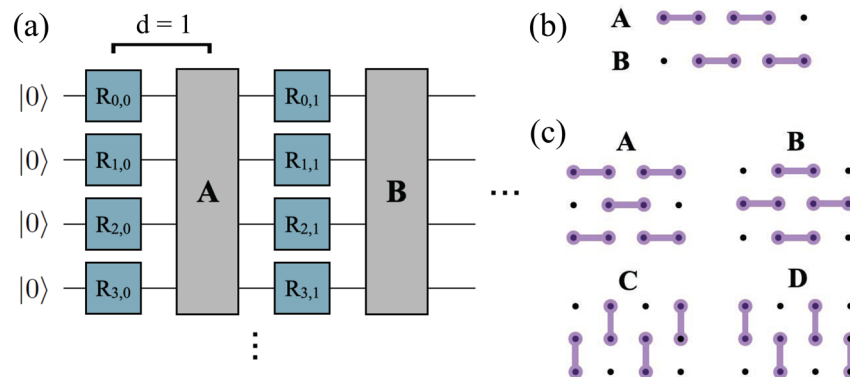 (a)
d = 1
|0⟩ R0,0 R0,1
|0⟩ R1,0 R1,1
A B
|0⟩ R2,0 R2,1
|0⟩ R3,0 R3,1
(b)
A
B
(c)
A B
C D